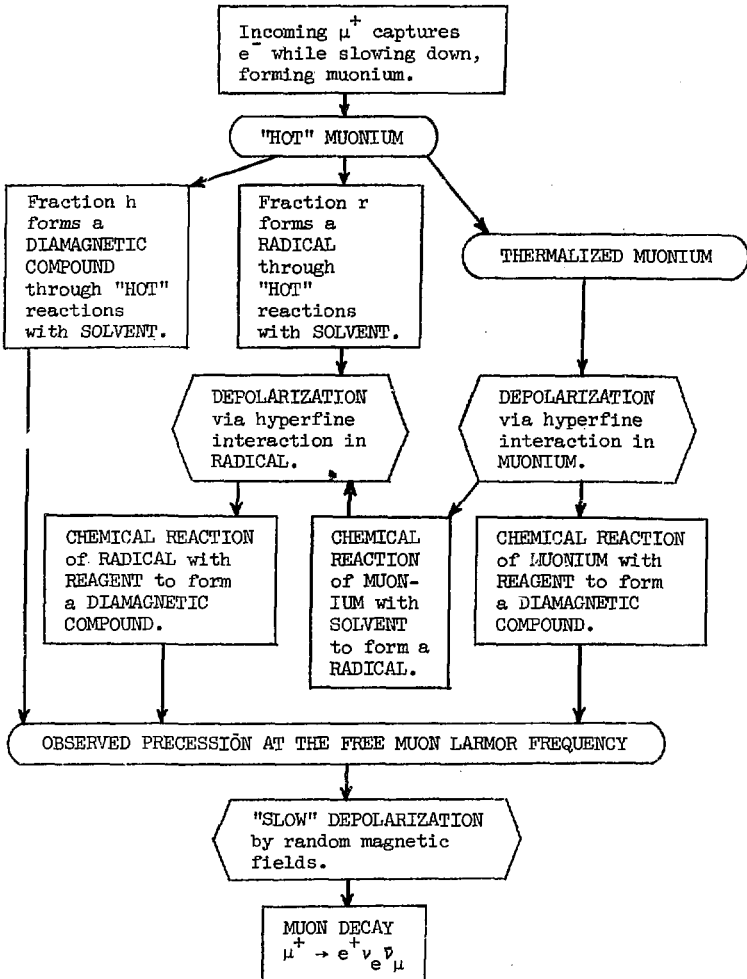 Incoming μ⁺ captures
e⁻ while slowing down,
forming muonium.
"HOT" MUONIUM
Fraction h
forms a
DIAMAGNETIC
COMPOUND
through "HOT"
reactions
with SOLVENT.
Fraction r
forms a
RADICAL
through
"HOT"
reactions
with SOLVENT.
THERMALIZED MUONIUM
DEPOLARIZATION
via hyperfine
interaction in
RADICAL.
DEPOLARIZATION
via hyperfine
interaction in
MUONIUM.
CHEMICAL REACTION
of RADICAL with
REAGENT to form
a DIAMAGNETIC
COMPOUND.
CHEMICAL
REACTION
of MUON-
IUM with
SOLVENT
to form a
RADICAL.
CHEMICAL REACTION
of MUONIUM with
REAGENT to form
a DIAMAGNETIC
COMPOUND.
OBSERVED PRECESSION AT THE FREE MUON LARMOR FREQUENCY
"SLOW" DEPOLARIZATION
by random magnetic
fields.
MUON DECAY
μ⁺ → e⁺ ν_e ν̄_μ